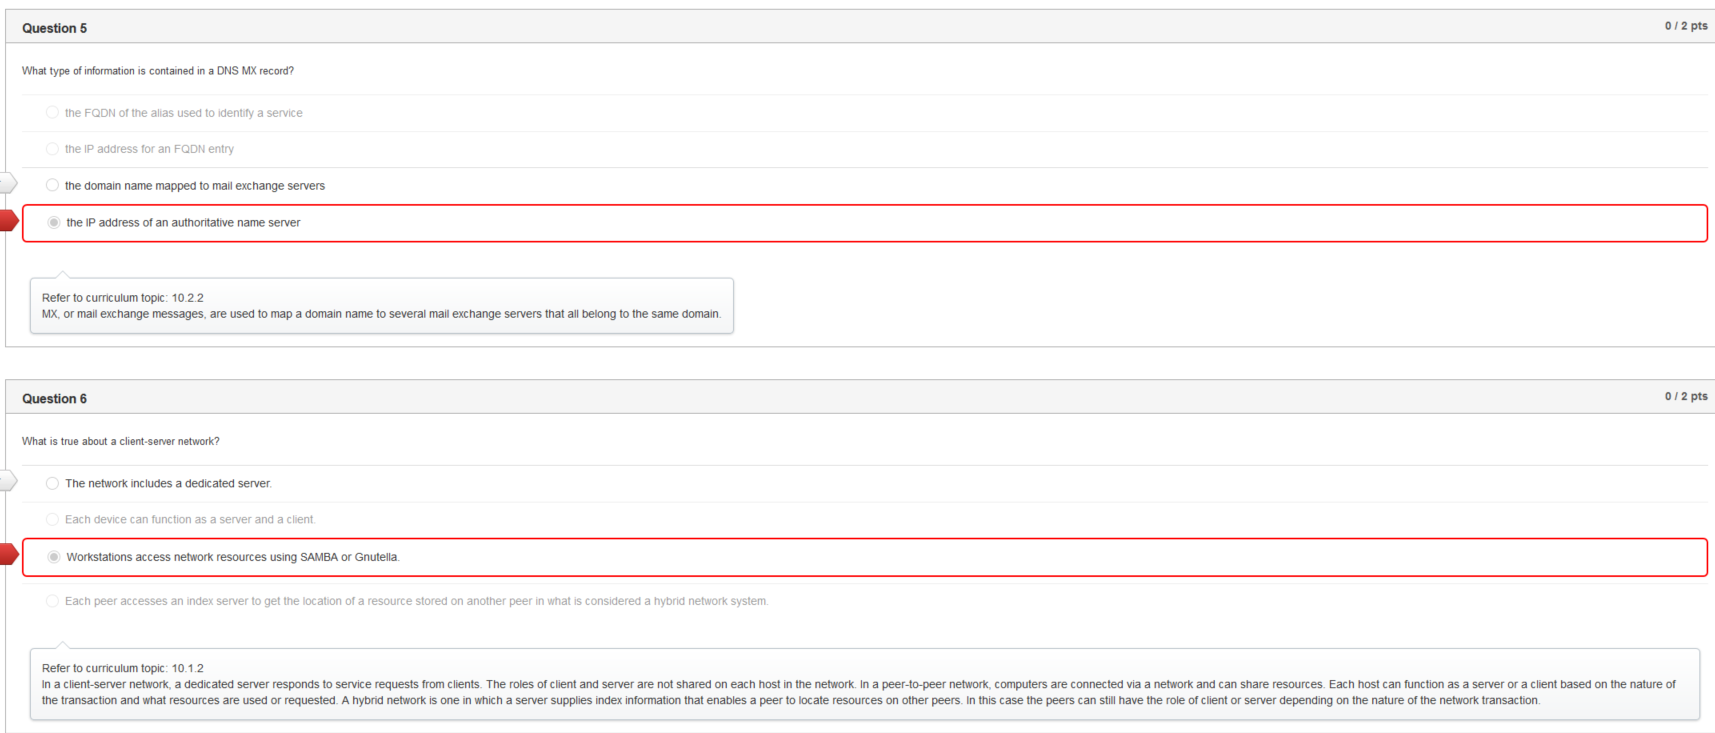 Question 5
0 / 2 pts
What type of information is contained in a DNS MX record?
the FQDN of the alias used to identify a service
the IP address for an FQDN entry
the domain name mapped to mail exchange servers
the IP address of an authoritative name server
Refer to curriculum topic: 10.2.2
MX, or mail exchange messages, are used to map a domain name to several mail exchange servers that all belong to the same domain.
Question 6
0 / 2 pts
What is true about a client-server network?
The network includes a dedicated server.
Each device can function as a server and a client.
Workstations access network resources using SAMBA or Gnutella.
Each peer accesses an index server to get the location of a resource stored on another peer in what is considered a hybrid network system.
Refer to curriculum topic: 10.1.2
In a client-server network, a dedicated server responds to service requests from clients. The roles of client and server are not shared on each host in the network. In a peer-to-peer network, computers are connected via a network and can share resources. Each host can function as a server or a client based on the nature of
the transaction and what resources are used or requested. A hybrid network is one in which a server supplies index information that enables a peer to locate resources on other peers. In this case the peers can still have the role of client or server depending on the nature of the network transaction.